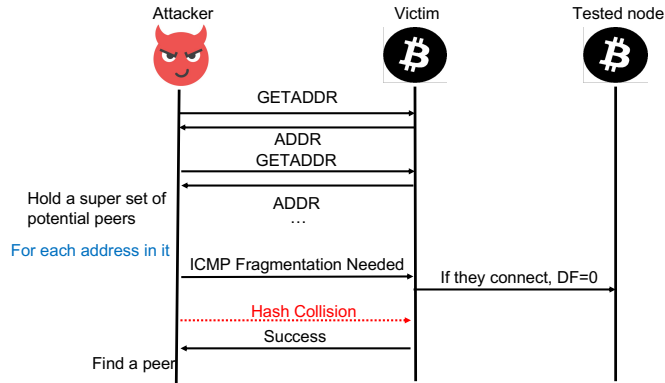 Attacker
Victim
Tested node
GETADDR
ADDR
GETADDR
ADDR
...
Hold a super set of
potential peers
For each address in it
ICMP Fragmentation Needed
If they connect, DF=0
Hash Collision
Success
Find a peer